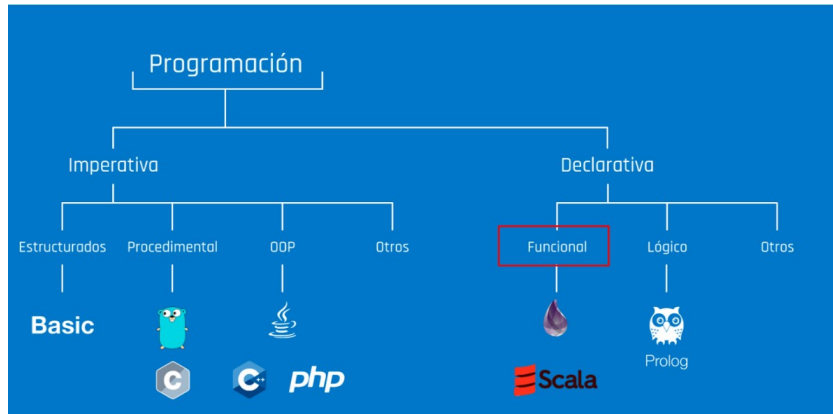 Programación
Imperativa
Declarativa
Estructurados
Procedimental
OOP
Otros
Funcional
Lógico
Otros
Basic
C
C++
php
Scala
Prolog